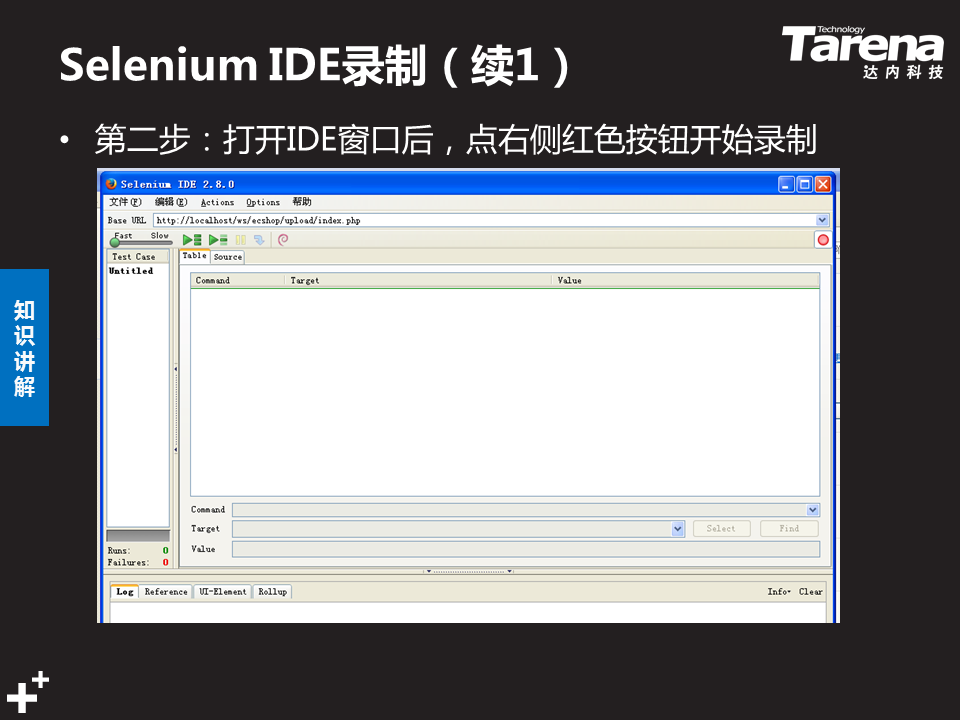 Selenium IDE录制（续1）
Technology
Tarena
达内科技
• 第二步：打开IDE窗口后，点右侧红色按钮开始录制
知识讲解
Selenium IDE 2.8.0
文件(F) 编辑(E) Actions Options 帮助
Base URL http://localhost/ws/ecshop/upload/index.php
Fast Slow
Test Case
Table Source
Untitled
Command Target Value
Command
Target Select Find
Value
Runs: 0
Failures: 0
Log Reference UI-Element Rollup Info Clear